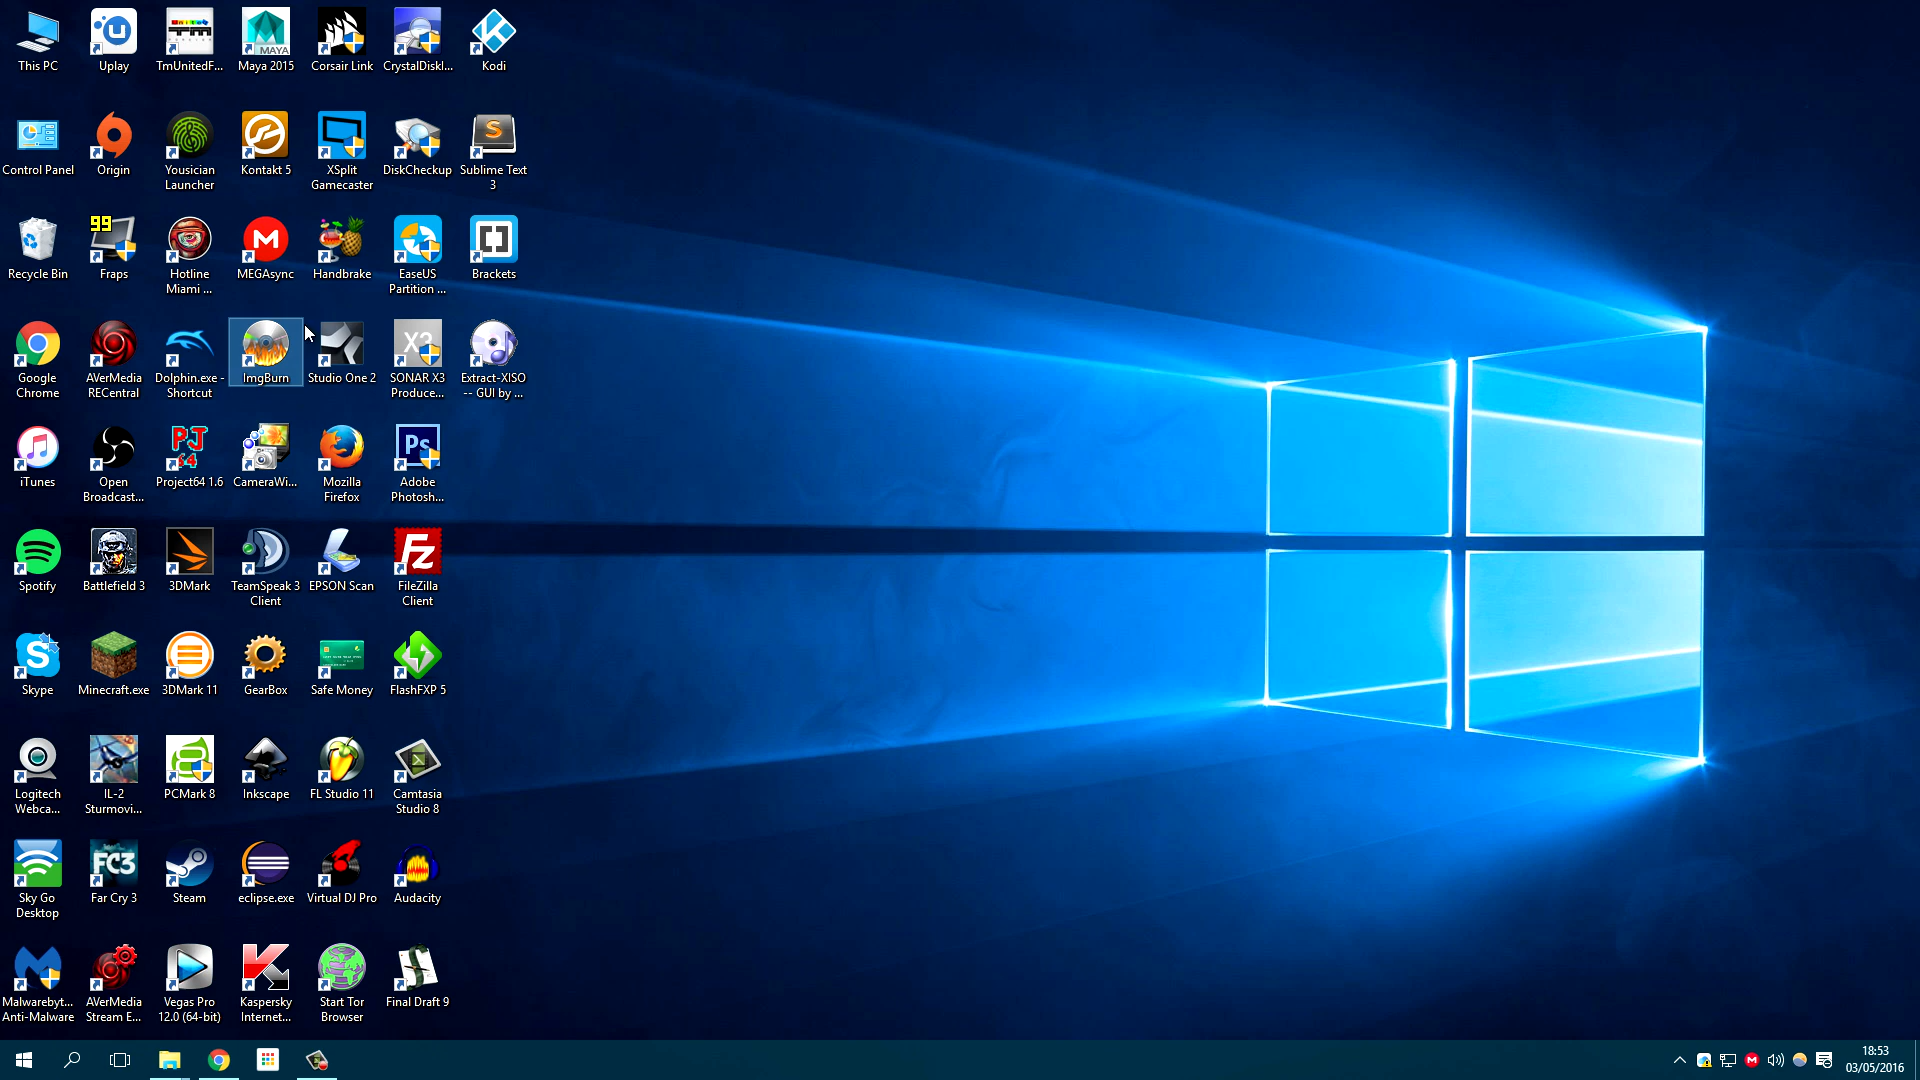 This PC
Uplay
TmUnitedF...
Maya 2015
Corsair Link
CrystalDiskI...
Kodi
Control Panel
Origin
Yousician
Launcher
Kontakt 5
XSplit
Gamecaster
DiskCheckup
Sublime Text
3
Recycle Bin
99
Fraps
Hotline
Miami ...
MEGAsync
Handbrake
EaseUS
Partition ...
Brackets
Google
Chrome
AVerMedia
RECentral
Dolphin.exe -
Shortcut
ImgBurn
Studio One 2
X3
SONAR X3
Produce...
Extract-XISO
-- GUI by ...
iTunes
Open
Broadcast...
PJ
64
Project64 1.6
CameraWi...
Mozilla
Firefox
Ps
Adobe
Photosh...
Spotify
Battlefield 3
3DMark
TeamSpeak 3
Client
EPSON Scan
Fz
FileZilla
Client
Skype
Minecraft.exe
3DMark 11
GearBox
Safe Money
FlashFXP 5
Logitech
Webca...
IL-2
Sturmovi...
PCMark 8
Inkscape
FL Studio 11
Camtasia
Studio 8
Sky Go
Desktop
FC3
Far Cry 3
Steam
eclipse.exe
Virtual DJ Pro
Audacity
Malwarebyt...
Anti-Malware
AVerMedia
Stream E...
Vegas Pro
12.0 (64-bit)
Kaspersky
Internet...
Start Tor
Browser
Final Draft 9
18:53
03/05/2016